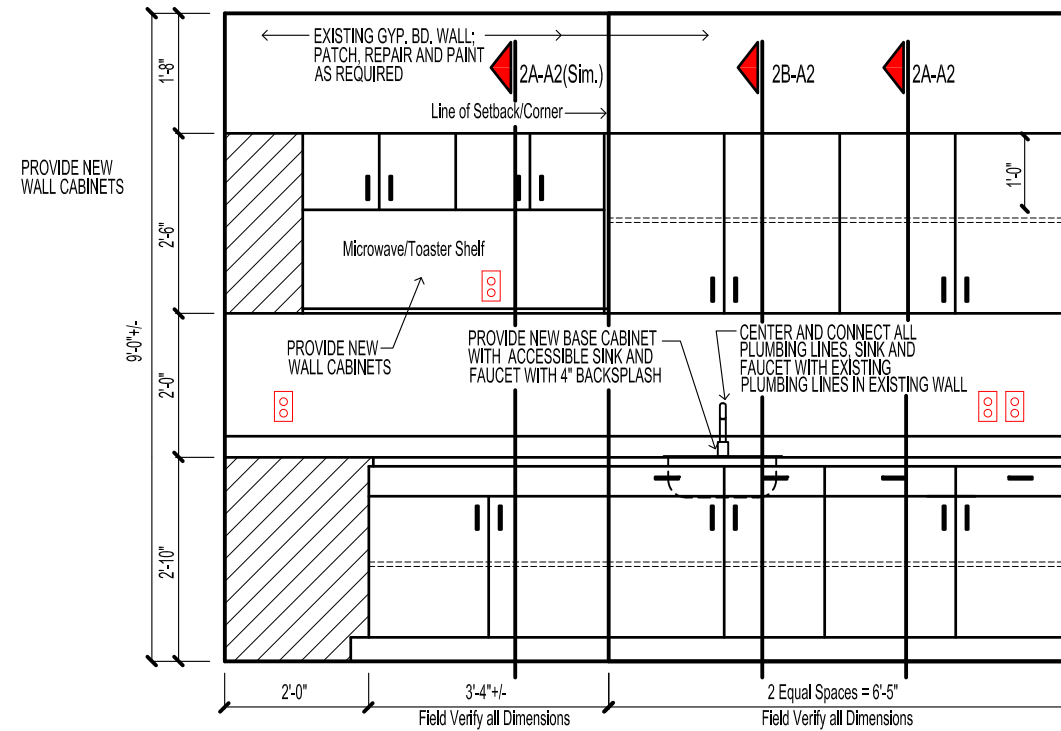 EXISTING GYP. BD. WALL;
PATCH, REPAIR AND PAINT
AS REQUIRED
2A-A2(Sim.)
2B-A2
2A-A2
Line of Setback/Corner
1'-8"
PROVIDE NEW
WALL CABINETS
1'-0"
2'-6"
Microwave/Toaster Shelf
9'-0"+/-
PROVIDE NEW
WALL CABINETS
PROVIDE NEW BASE CABINET
WITH ACCESSIBLE SINK AND
FAUCET WITH 4" BACKSPLASH
CENTER AND CONNECT ALL
PLUMBING LINES, SINK AND
FAUCET WITH EXISTING
PLUMBING LINES IN EXISTING WALL
2'-0"
2'-10"
2'-0"
3'-4"+/-
2 Equal Spaces = 6'-5"
Field Verify all Dimensions
Field Verify all Dimensions